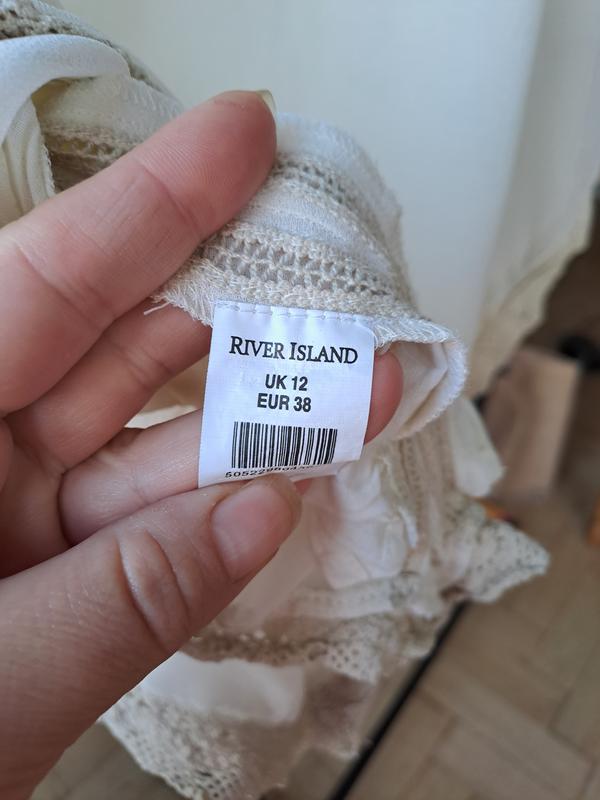 RIVER ISLAND
UK 12
EUR 38